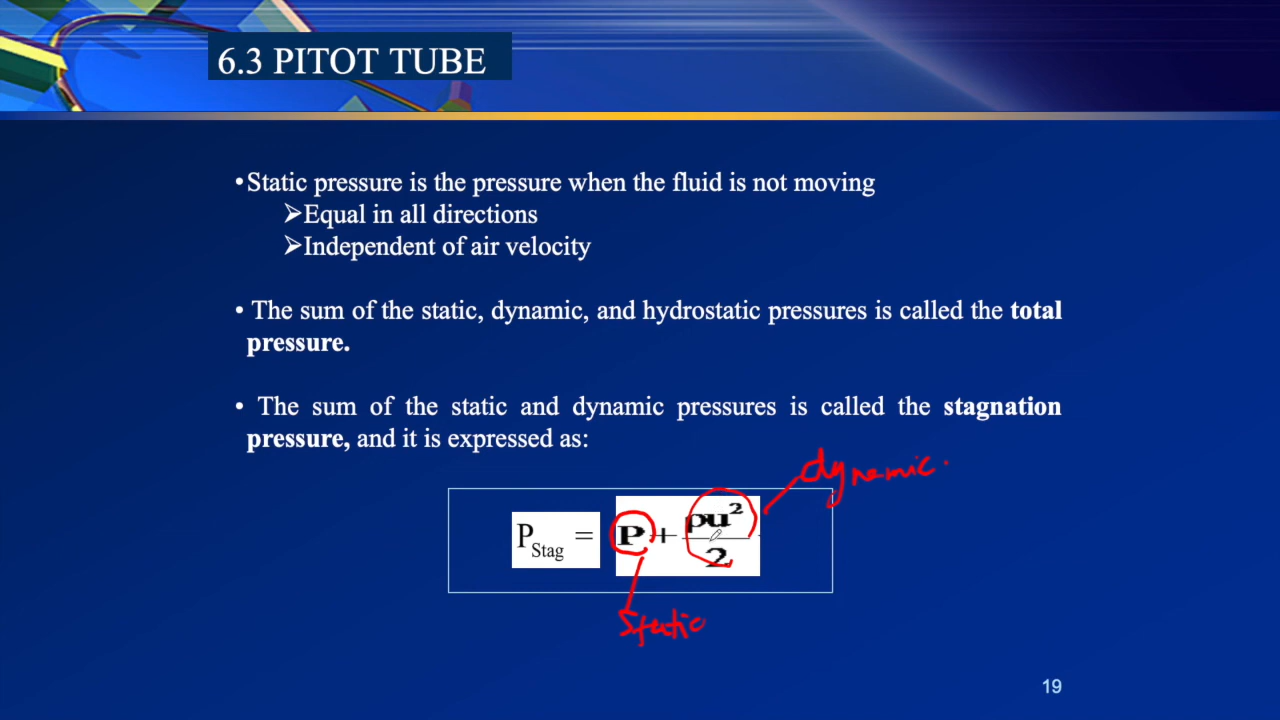 6.3 PITOT TUBE
•Static pressure is the pressure when the fluid is not moving
➢Equal in all directions
➢Independent of air velocity
• The sum of the static, dynamic, and hydrostatic pressures is called the total
pressure.
• The sum of the static and dynamic pressures is called the stagnation
pressure, and it is expressed as:
dynamic.
P_Stag = P + ρu²/2
Static
19